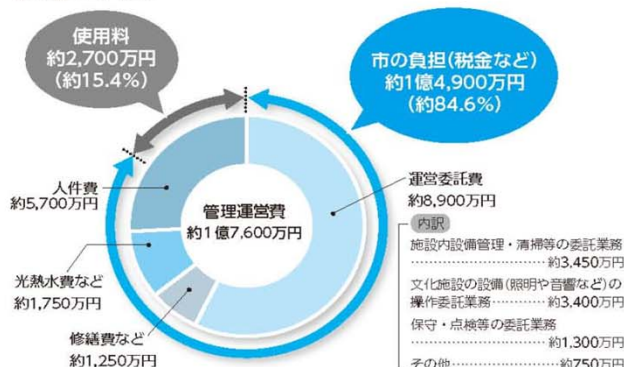 使用料
約2,700万円
(約15.4%)
市の負担(税金など)
約1億4,900万円
(約84.6%)
人件費
約5,700万円
管理運営費
約1億7,600万円
運営委託費
約8,900万円
内訳
施設内設備管理・清掃等の委託業務
……………………… 約3,450万円
文化施設の設備(照明や音響など)の
操作委託業務………… 約3,400万円
保守・点検等の委託業務
……………………… 約1,300万円
その他……………… 約750万円
光熱水費など
約1,750万円
修繕費など
約1,250万円